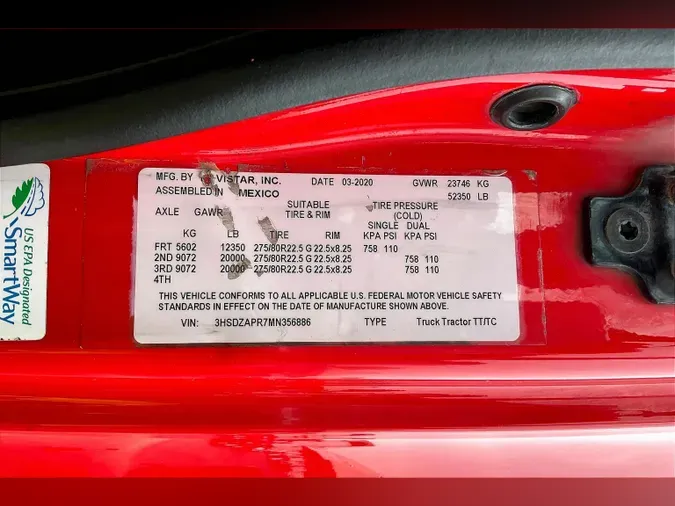 MFG. BY VISTAR, INC. DATE 03-2020 GVWR 23746 KG
ASSEMBLED IN MEXICO 52350 LB
AXLE GAWR SUITABLE TIRE & RIM TIRE PRESSURE (COLD)
SINGLE DUAL
KG LB TIRE RIM KPA PSI KPA PSI
FRT 5602 12350 275/80R22.5 G 22.5x8.25 758 110
2ND 9072 20000 275/80R22.5 G 22.5x8.25 758 110
3RD 9072 20000 275/80R22.5 G 22.5x8.25 758 110
4TH
THIS VEHICLE CONFORMS TO ALL APPLICABLE U.S. FEDERAL MOTOR VEHICLE SAFETY
STANDARDS IN EFFECT ON THE DATE OF MANUFACTURE SHOWN ABOVE.
VIN: 3HSDZAPR7MN356886 TYPE Truck Tractor TT/TC
US EPA Designated
SmartWay